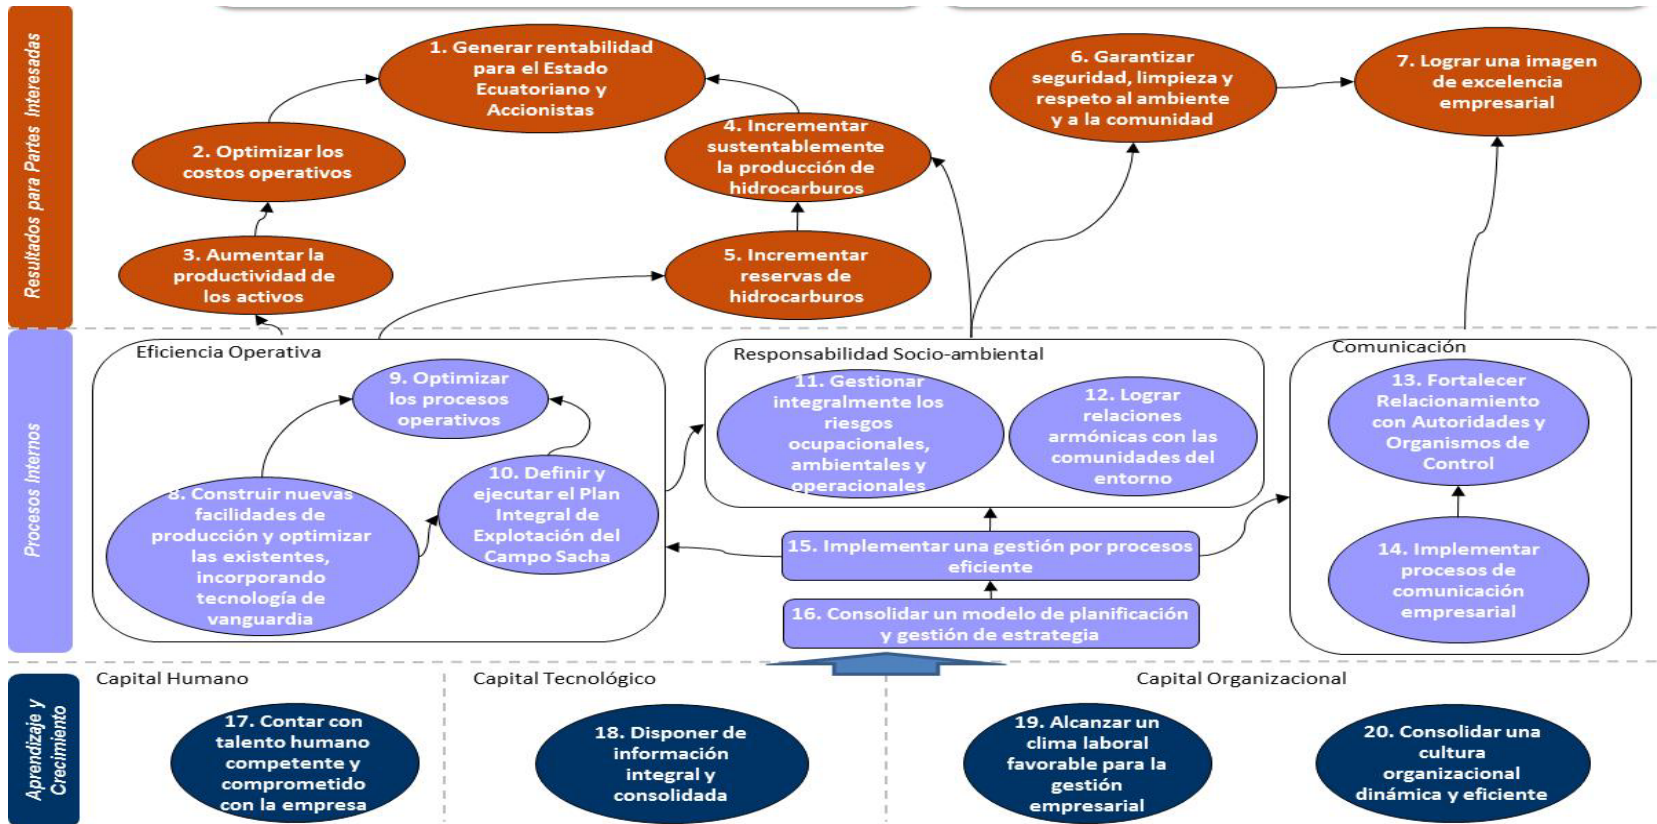 Resultados para Partes Interesadas
1. Generar rentabilidad
para el Estado
Ecuatoriano y
Accionistas
2. Optimizar los
costos operativos
3. Aumentar la
productividad de
los activos
4. Incrementar
sustentablemente
la producción de
hidrocarburos
5. Incrementar
reservas de
hidrocarburos
6. Garantizar
seguridad, limpieza y
respeto al ambiente
y a la comunidad
7. Lograr una imagen
de excelencia
empresarial
Procesos Internos
Eficiencia Operativa
9. Optimizar
los procesos
operativos
8. Construir nuevas
facilidades de
producción y optimizar
las existentes,
incorporando
tecnología de
vanguardia
10. Definir y
ejecutar el Plan
Integral de
Explotación del
Campo Sacha
Responsabilidad Socio-ambiental
11. Gestionar
integralmente los
riesgos
ocupacionales,
ambientales y
operacionales
12. Lograr
relaciones
armónicas con las
comunidades del
entorno
Comunicación
13. Fortalecer
Relacionamiento
con Autoridades y
Organismos de
Control
14. Implementar
procesos de
comunicación
empresarial
15. Implementar una gestión por procesos
eficiente
16. Consolidar un modelo de planificación
y gestión de estrategia
Aprendizaje y
Crecimiento
Capital Humano
17. Contar con
talento humano
competente y
comprometido
con la empresa
Capital Tecnológico
18. Disponer de
información
integral y
consolidada
Capital Organizacional
19. Alcanzar un
clima laboral
favorable para la
gestión
empresarial
20. Consolidar una
cultura
organizacional
dinámica y eficiente